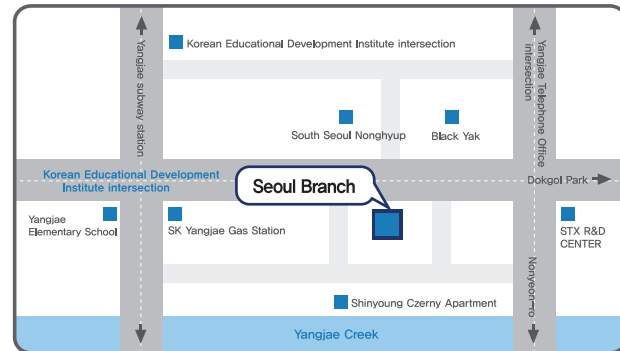 Korean Educational Development Institute intersection
Yangjae subway station
Yangjae Telephone Office
intersection
South Seoul Nonghyup
Black Yak
Korean Educational Development
Institute intersection
Seoul Branch
Dokgol Park
Yangjae
Elementary School
SK Yangjae Gas Station
STX R&D
CENTER
Nonyeon-ro
Shinyoung Czerny Apartment
Yangjae Creek